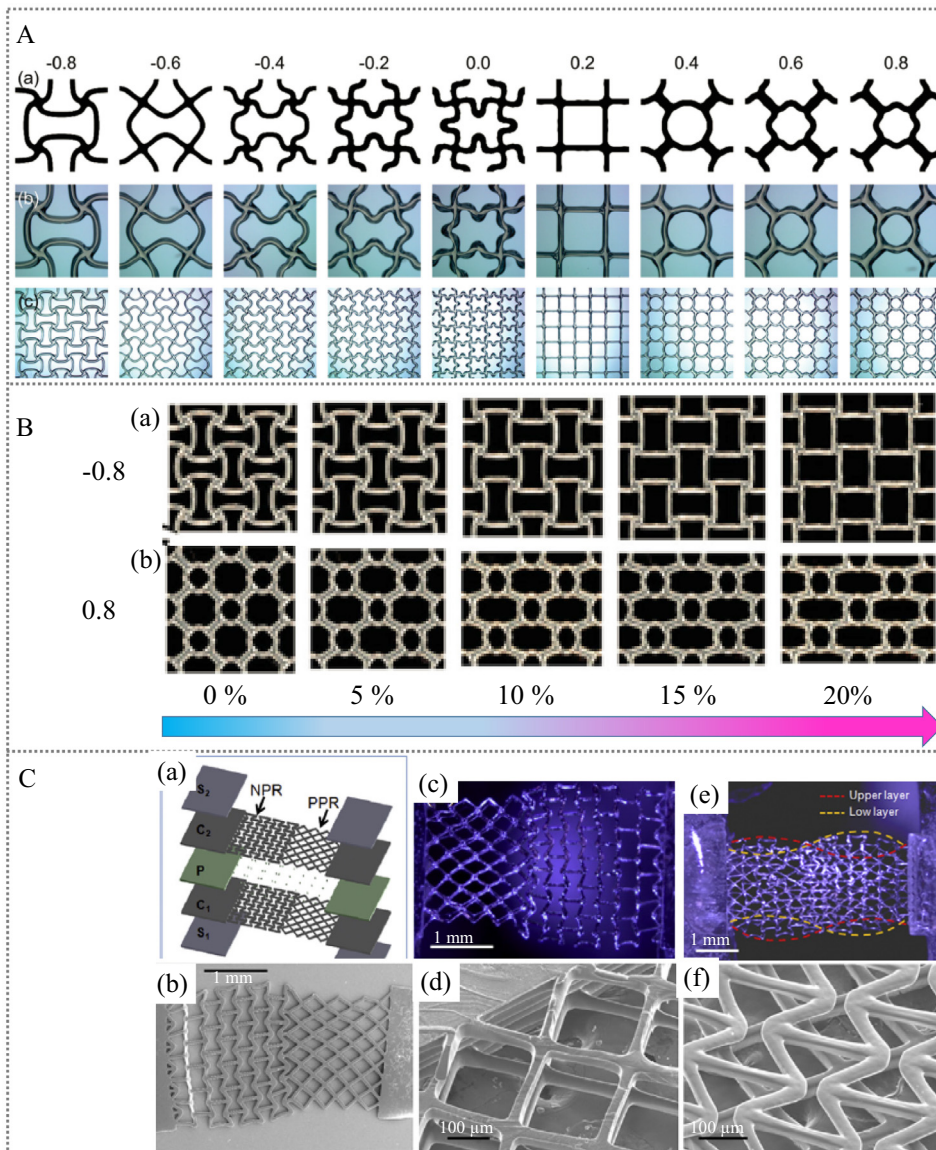 A
-0.8 -0.6 -0.4 -0.2 0.0 0.2 0.4 0.6 0.8
(a)
(b)
(c)
B
(a)
-0.8
(b)
0.8
0 % 5 % 10 % 15 % 20%
C
(a)
NPR
PPR
S2
C2
P
C1
S1
(c)
1 mm
(e)
Upper layer
Low layer
1 mm
(b)
1 mm
(d)
100 μm
(f)
100 μm